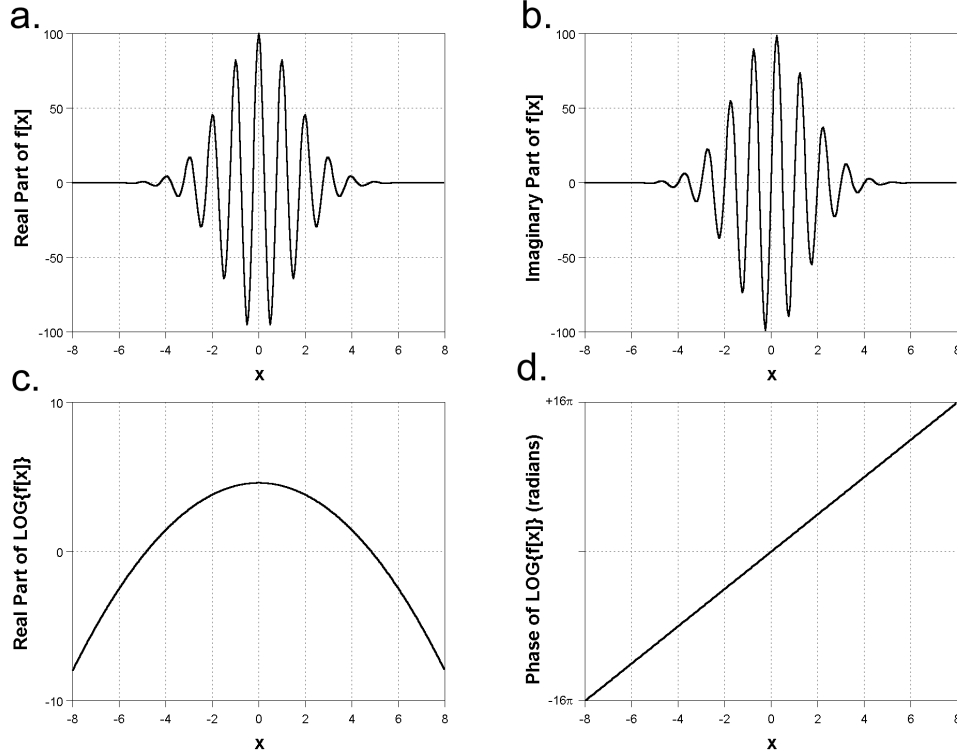 a.
Real Part of f[x]
100
50
0
-50
-100
-8 -6 -4 -2 0 2 4 6 8
x
b.
Imaginary Part of f[x]
100
50
0
-50
-100
-8 -6 -4 -2 0 2 4 6 8
x
c.
Real Part of LOG{f[x]}
10
0
-10
-8 -6 -4 -2 0 2 4 6 8
x
d.
Phase of LOG{f[x]} (radians)
+16π
-16π
-8 -6 -4 -2 0 2 4 6 8
x